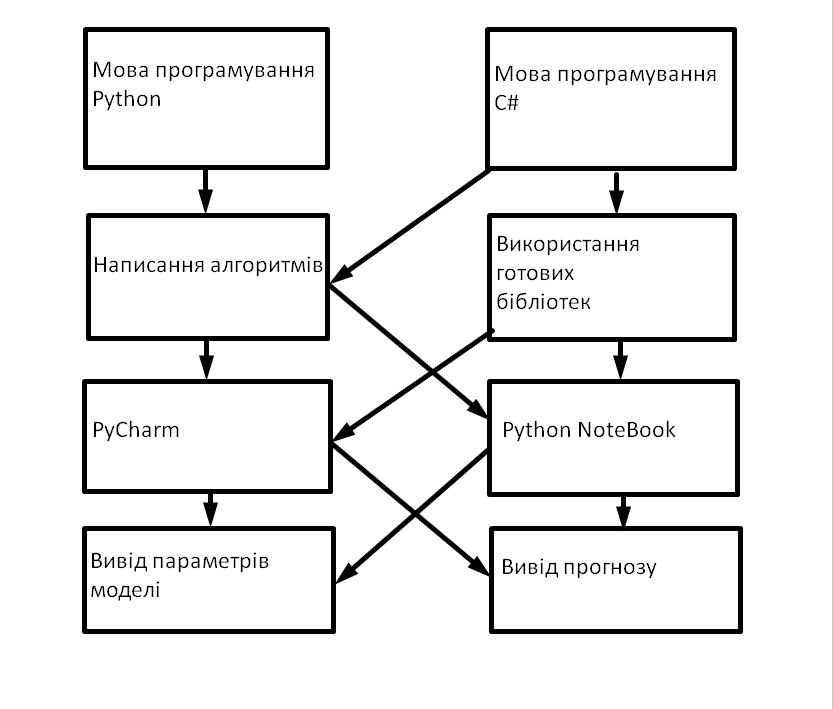 Мова програмування
Python
Мова програмування
C#
Написання алгоритмів
Використання
готових
бібліотек
PyCharm
Python NoteBook
Вивід параметрів
моделі
Вивід прогнозу